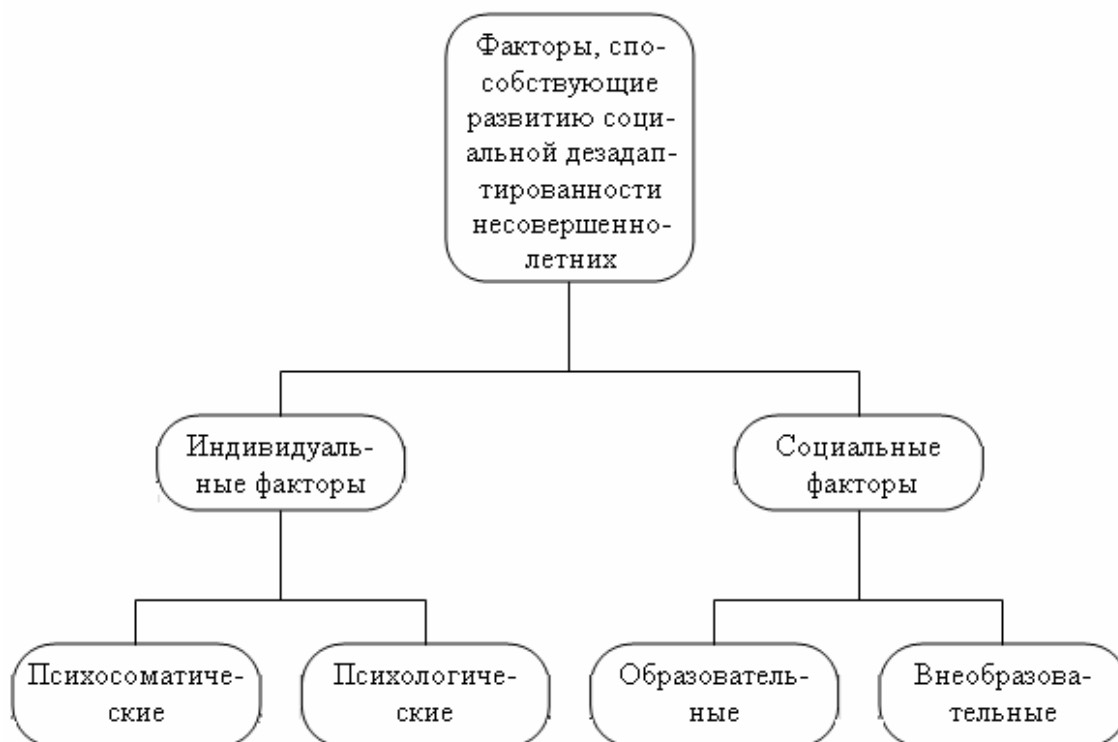 Факторы, спо-
собствующие
развитию соци-
альной дезадап-
тированности
несовершенно-
летних
Индивидуаль-
ные факторы
Социальные
факторы
Психосоматиче-
ские
Психологиче-
ские
Образователь-
ные
Внеобразова-
тельные